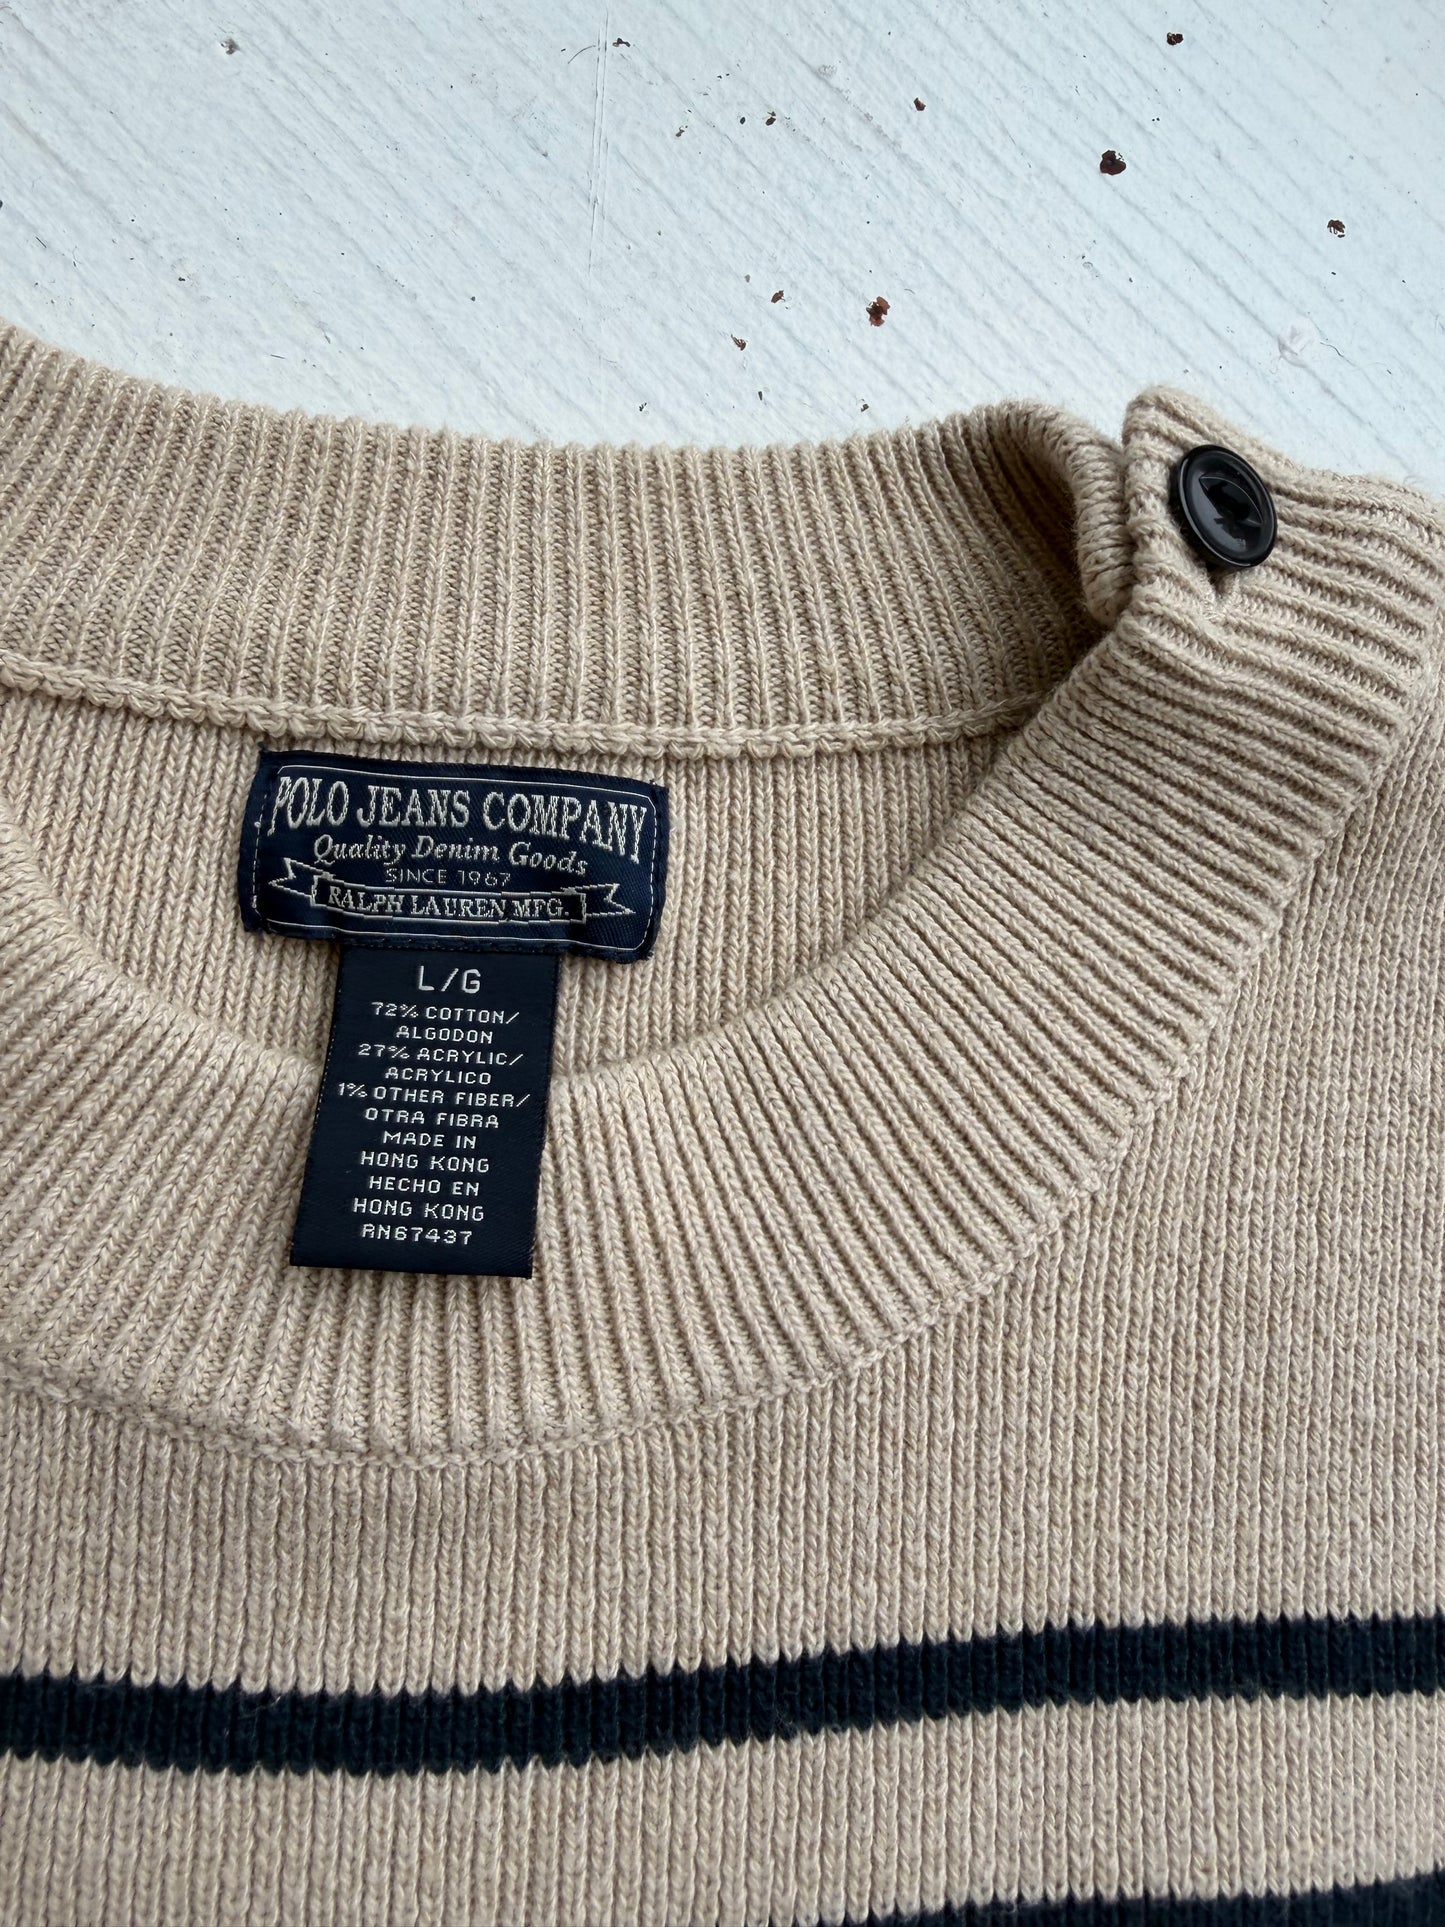 POLO JEANS COMPANY
Quality Denim Goods
SINCE 1967
RALPH LAUREN MFG.
L/G
72% COTTON/
ALGODON
27% ACRYLIC/
ACRYLICO
1% OTHER FIBER/
OTRA FIBRA
MADE IN
HONG KONG
HECHO EN
HONG KONG
RN67437